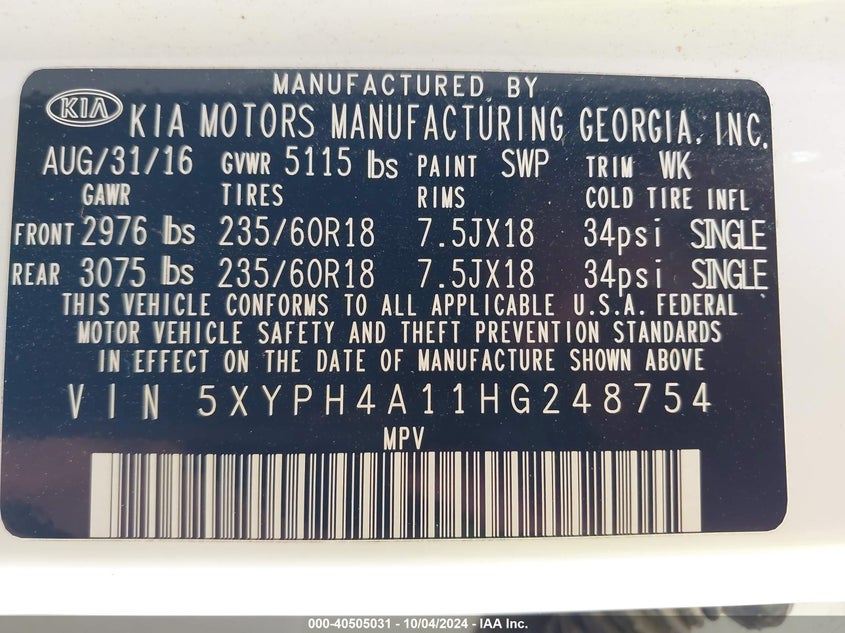 MANUFACTURED BY
KIA KIA MOTORS MANUFACTURING GEORGIA, INC.
AUG/31/16 GVWR 5115 lbs PAINT SWP TRIM WK
GAWR TIRES RIMS COLD TIRE INFL
FRONT 2976 lbs 235/60R18 7.5JX18 34psi SINGLE
REAR 3075 lbs 235/60R18 7.5JX18 34psi SINGLE
THIS VEHICLE CONFORMS TO ALL APPLICABLE U.S.A. FEDERAL
MOTOR VEHICLE SAFETY AND THEFT PREVENTION STANDARDS
IN EFFECT ON THE DATE OF MANUFACTURE SHOWN ABOVE
VIN 5XYPH4A11HG248754
MPV
000-40505031 - 10/04/2024 - IAA Inc.